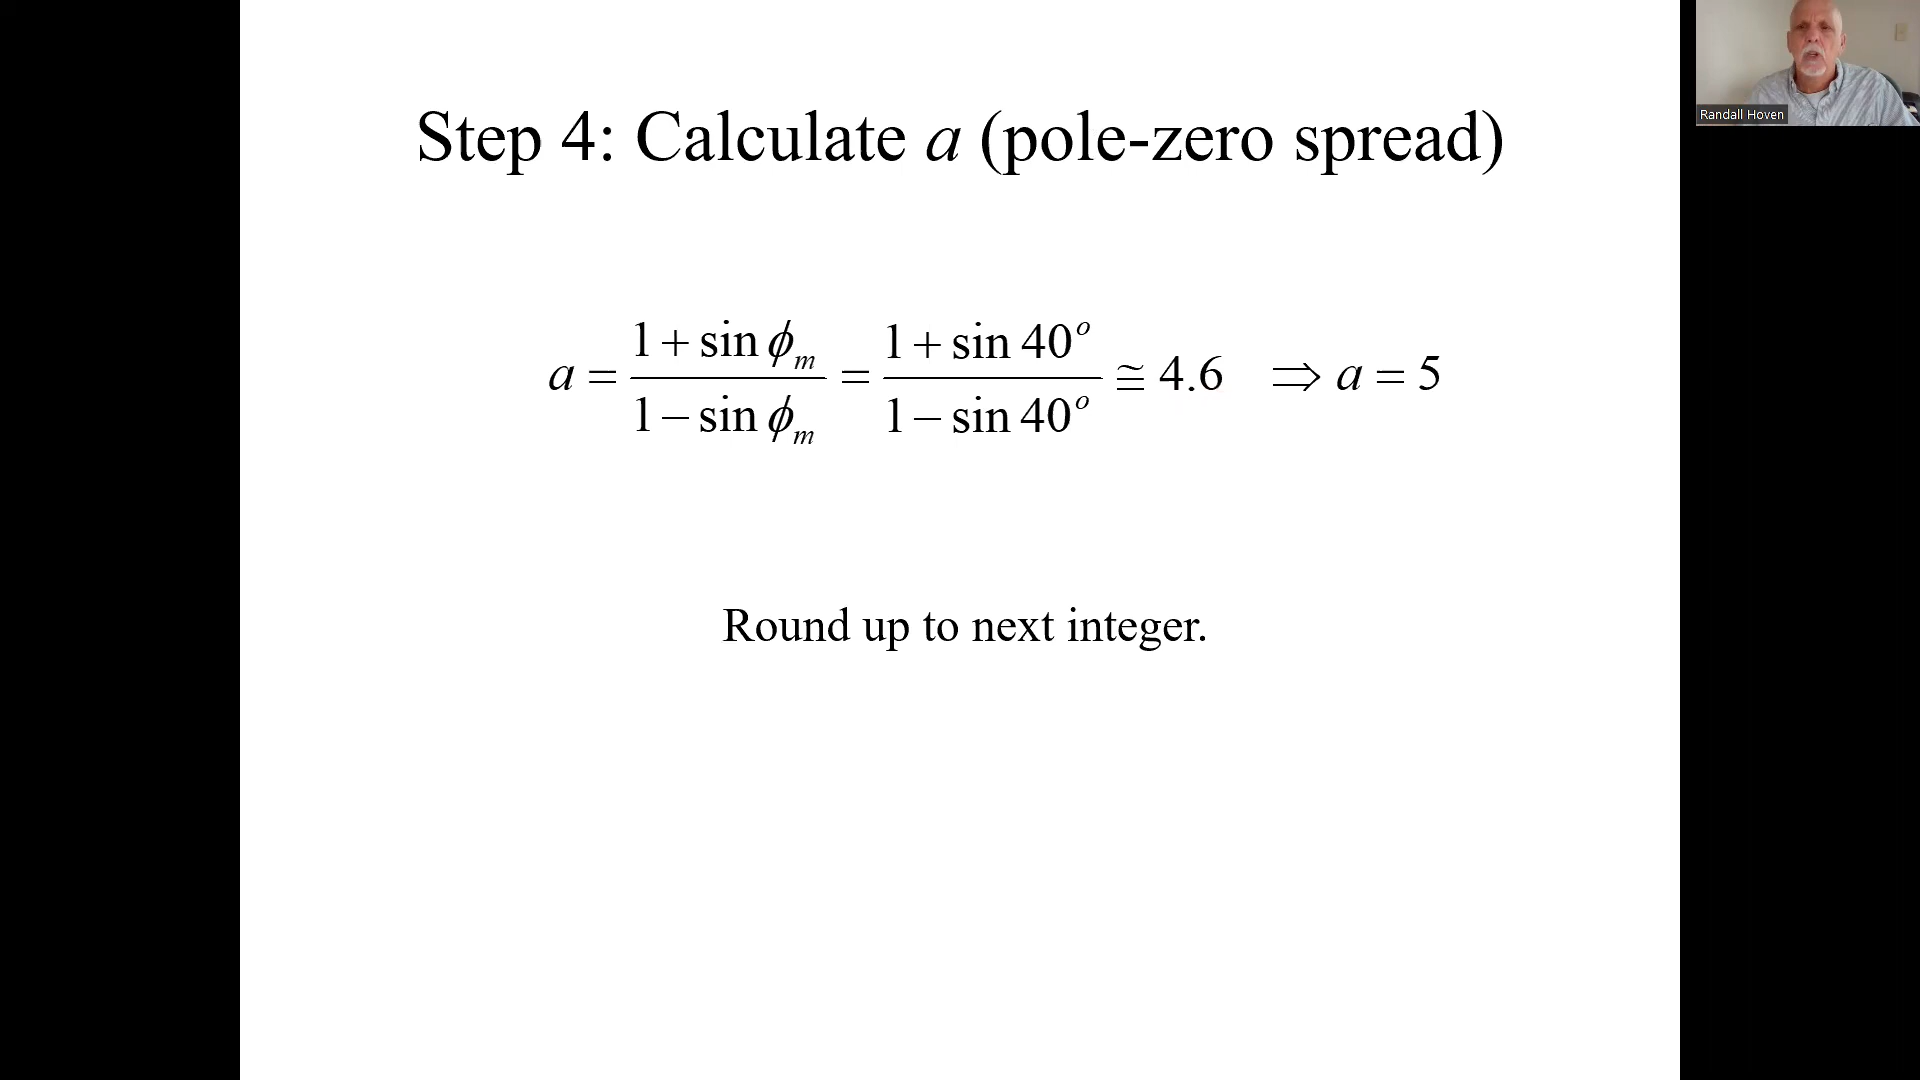 Step 4: Calculate a (pole-zero spread)
Randall Hoven
a = (1 + sin ϕₘ) / (1 − sin ϕₘ) = (1 + sin 40°) / (1 − sin 40°) ≅ 4.6 ⇒ a = 5
Round up to next integer.